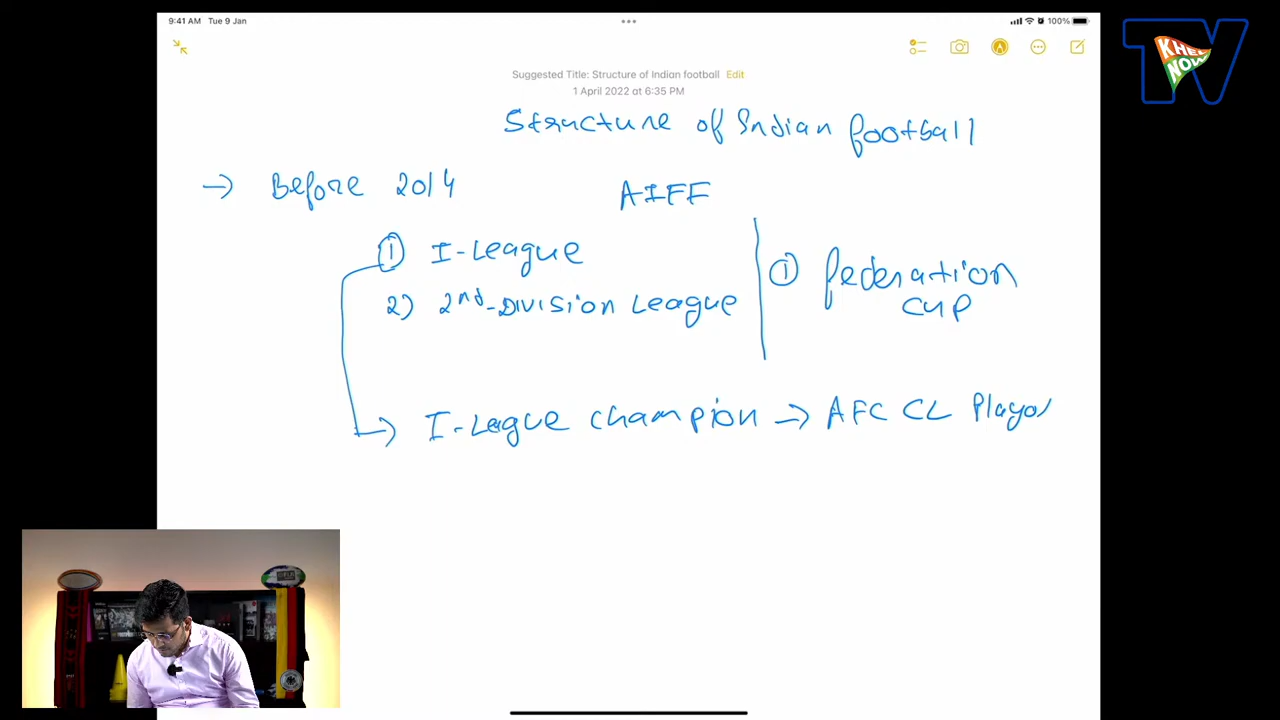 9:41 AM Tue 9 Jan
100%
KHEL NOW
TV
Suggested Title: Structure of Indian football Edit
1 April 2022 at 6:35 PM
Structure of Indian football
→ Before 2014
AIFF
① I-League
2) 2nd-Division League
① federation
cup
→ I-League champion → AFC CL Playo